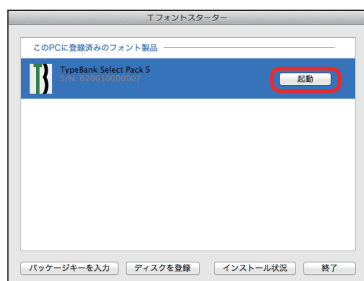 Tフォントスターター
このPCに登録済みのフォント製品
TypeBank Select Pack 5
起動
パッケージキーを入力 ディスクを登録 インストール状況 終了